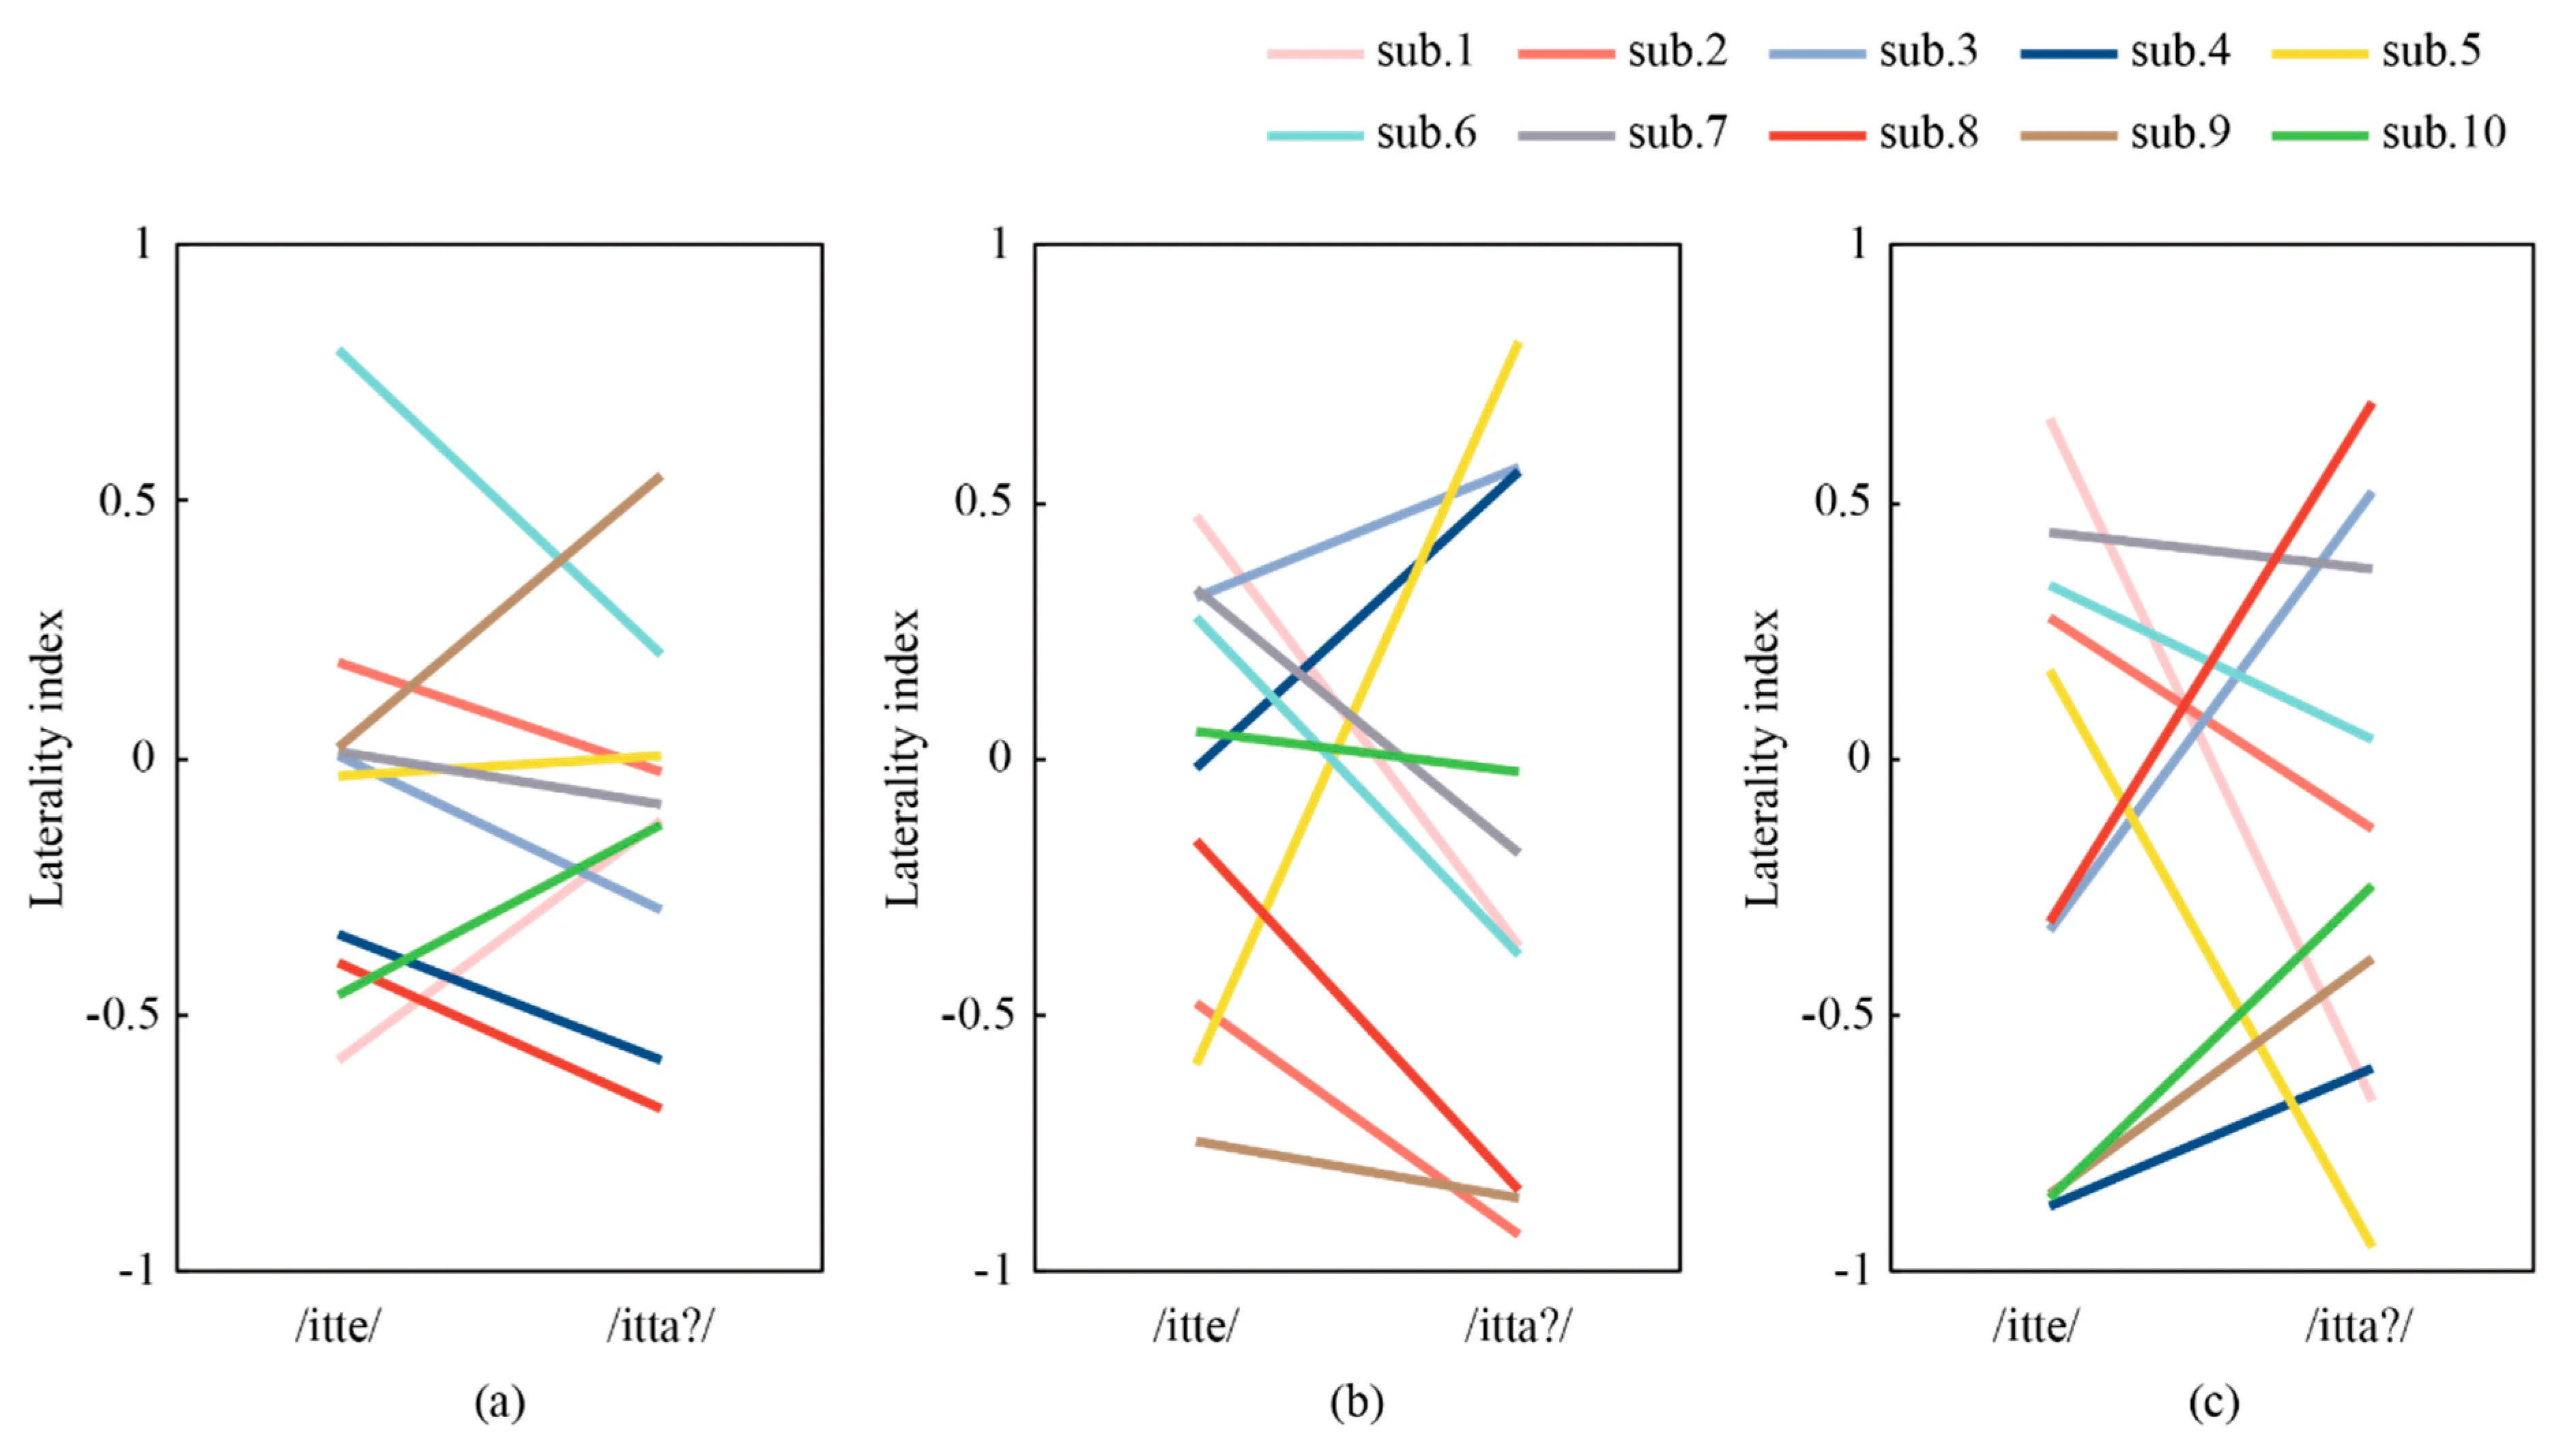 sub.1 sub.2 sub.3 sub.4 sub.5
sub.6 sub.7 sub.8 sub.9 sub.10
Laterality index
1
0.5
0
-0.5
-1
/itte/ /itta?/
(a)
Laterality index
1
0.5
0
-0.5
-1
/itte/ /itta?/
(b)
Laterality index
1
0.5
0
-0.5
-1
/itte/ /itta?/
(c)